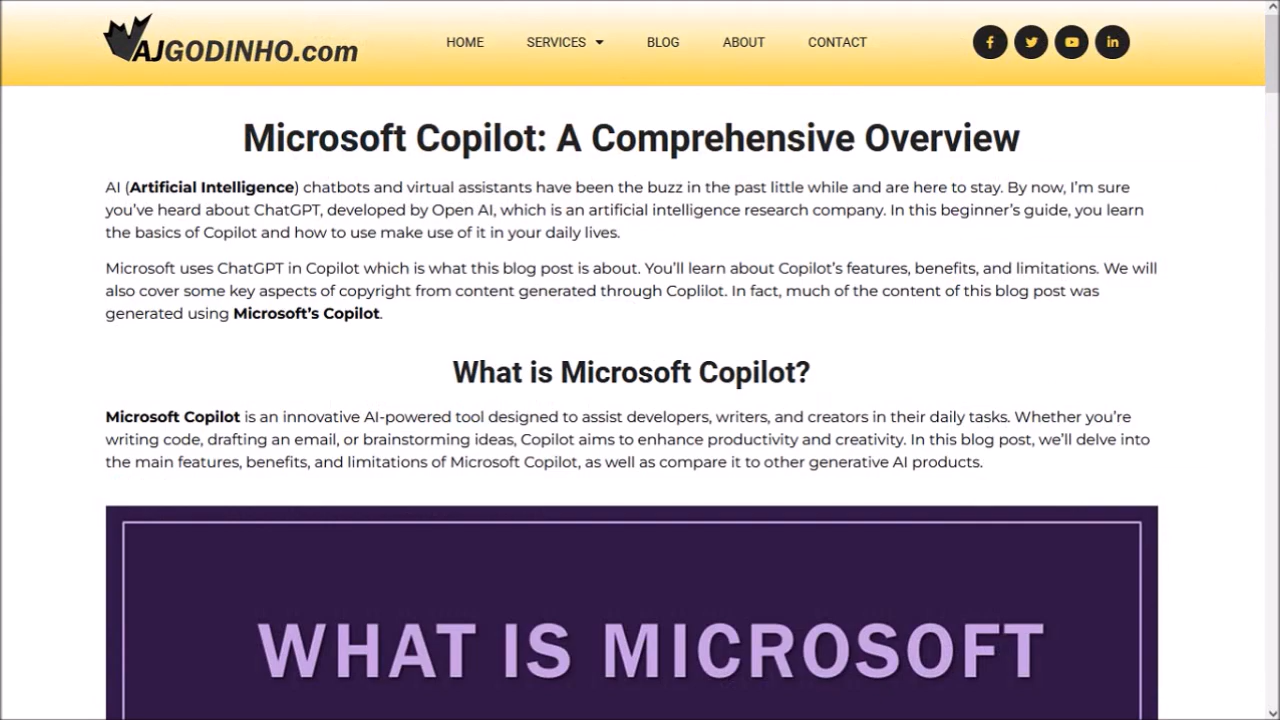 AJGODINHO.com
HOME
SERVICES
BLOG
ABOUT
CONTACT
Microsoft Copilot: A Comprehensive Overview
AI (Artificial Intelligence) chatbots and virtual assistants have been the buzz in the past little while and are here to stay. By now, I’m sure
you’ve heard about ChatGPT, developed by Open AI, which is an artificial intelligence research company. In this beginner’s guide, you learn
the basics of Copilot and how to use make use of it in your daily lives.
Microsoft uses ChatGPT in Copilot which is what this blog post is about. You’ll learn about Copilot’s features, benefits, and limitations. We will
also cover some key aspects of copyright from content generated through Coplilot. In fact, much of the content of this blog post was
generated using Microsoft’s Copilot.
What is Microsoft Copilot?
Microsoft Copilot is an innovative AI-powered tool designed to assist developers, writers, and creators in their daily tasks. Whether you’re
writing code, drafting an email, or brainstorming ideas, Copilot aims to enhance productivity and creativity. In this blog post, we’ll delve into
the main features, benefits, and limitations of Microsoft Copilot, as well as compare it to other generative AI products.
WHAT IS MICROSOFT